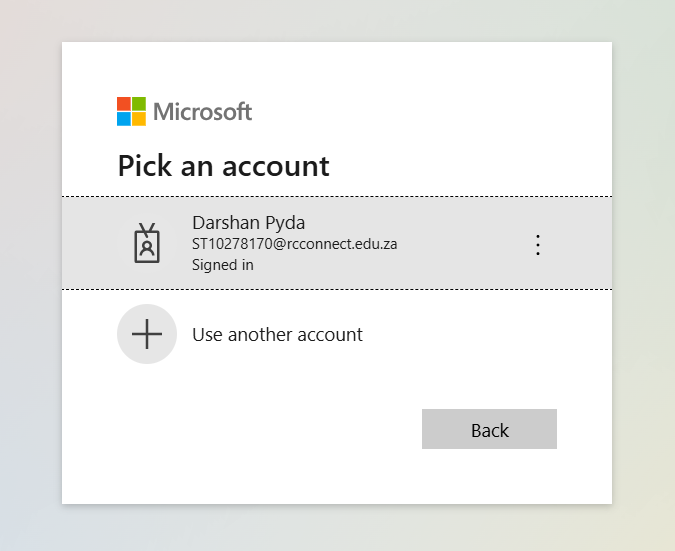 Microsoft
Pick an account
Darshan Pyda
ST10278170@rcconnect.edu.za
Signed in
Use another account
Back